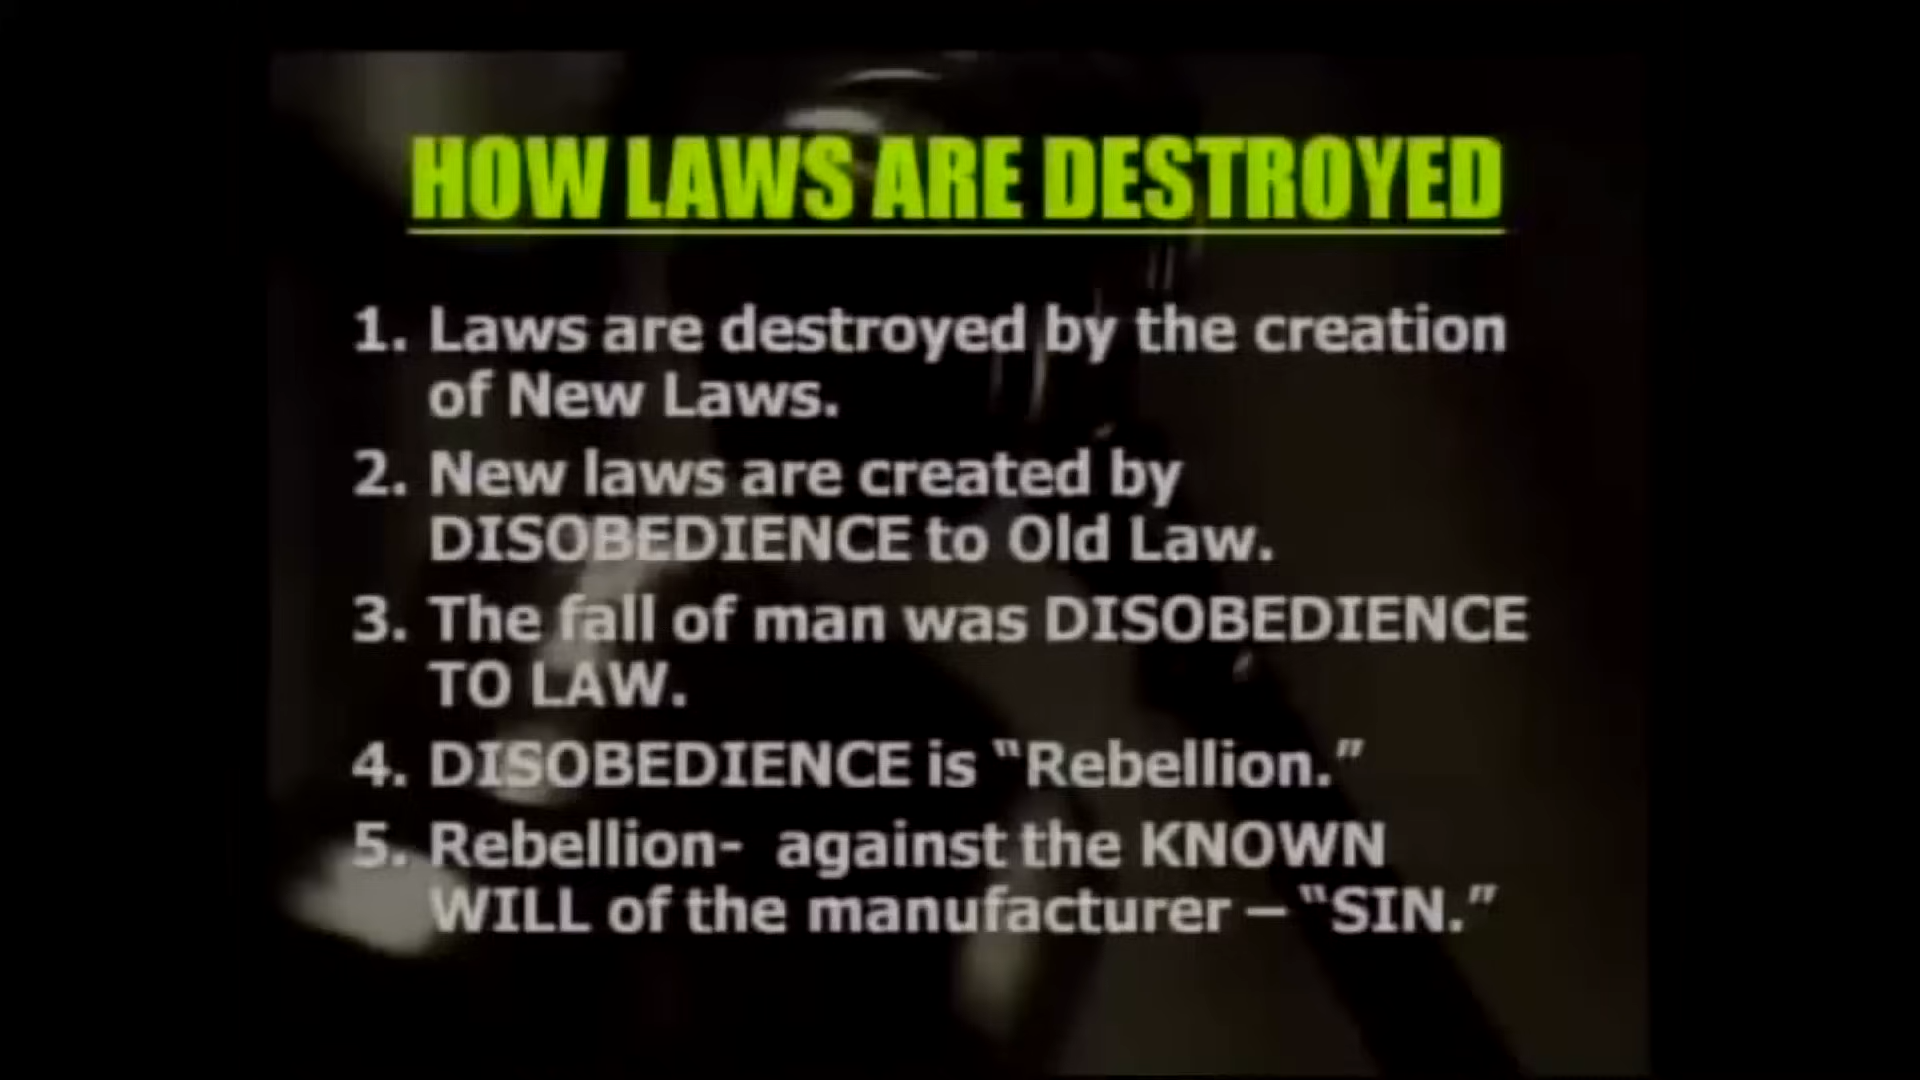 HOW LAWS ARE DESTROYED
1. Laws are destroyed by the creation
of New Laws.
2. New laws are created by
DISOBEDIENCE to Old Law.
3. The fall of man was DISOBEDIENCE
TO LAW.
4. DISOBEDIENCE is “Rebellion.”
5. Rebellion- against the KNOWN
WILL of the manufacturer – “SIN.”